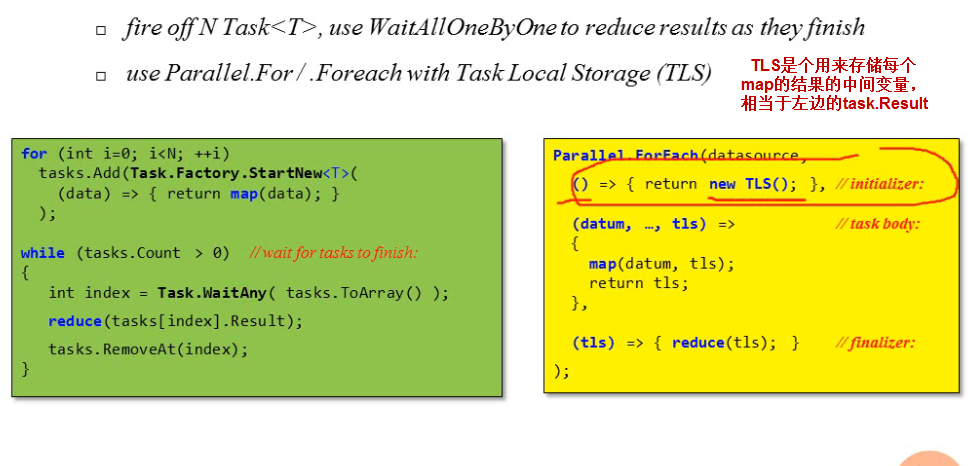 fire off N Task<T>, use WaitAllOneByOne to reduce results as they finish
use Parallel.For / .Foreach with Task Local Storage (TLS)
TLS是个用来存储每个
map的结果的中间变量,
相当于左边的task.Result
for (int i=0; i<N; ++i)
tasks.Add(Task.Factory.StartNew<T>(
(data) => { return map(data); }
);
while (tasks.Count > 0) //wait for tasks to finish:
{
int index = Task.WaitAny( tasks.ToArray() );
reduce(tasks[index].Result);
tasks.RemoveAt(index);
}
Parallel.ForEach(datasource,
() => { return new TLS(); }, //initializer:
(datum, …, tls) => //task body:
{
map(datum, tls);
return tls;
},
(tls) => { reduce(tls); } //finalizer:
);